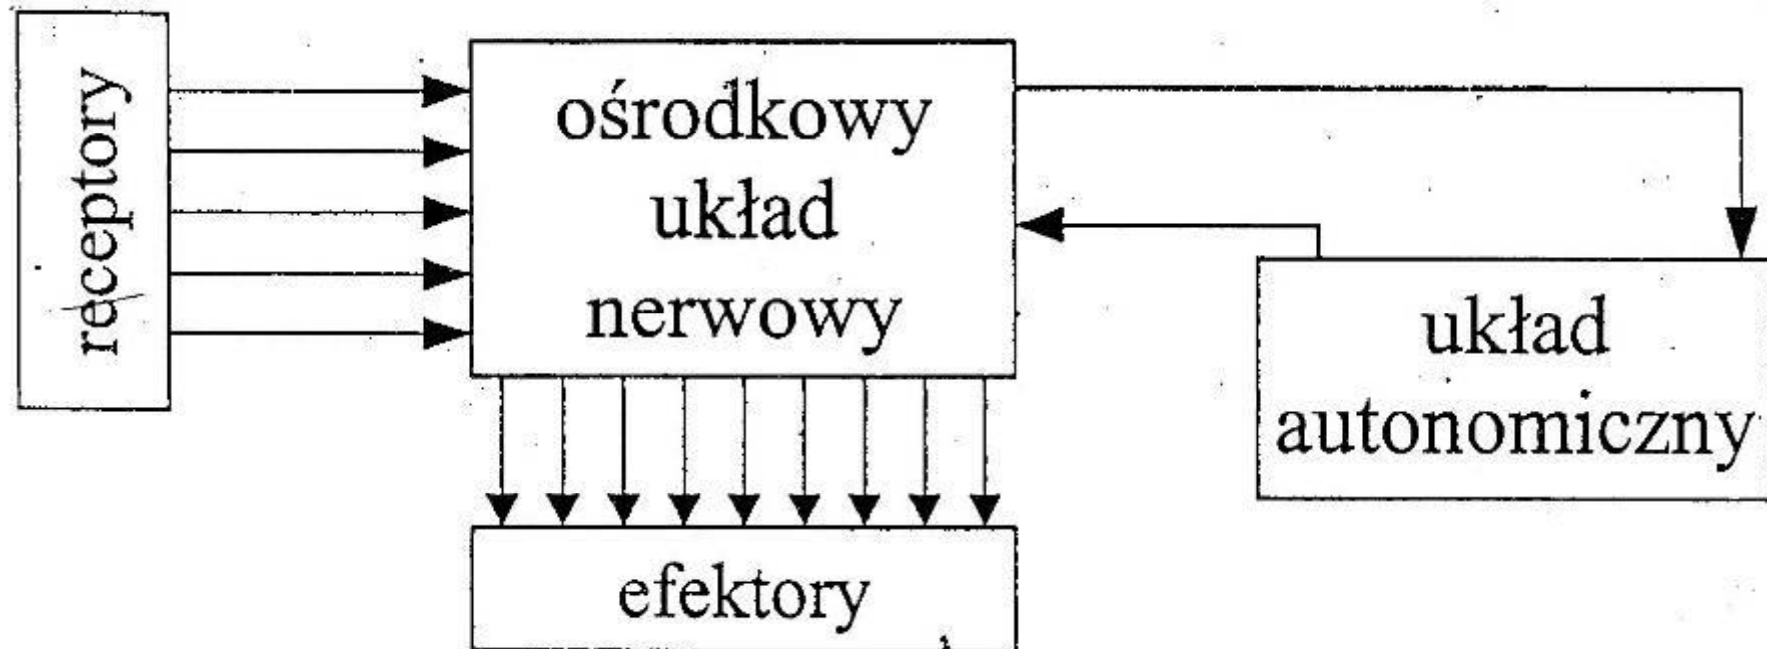 receptory
ośrodkowy
układ
nerwowy
układ
autonomiczny
efektory